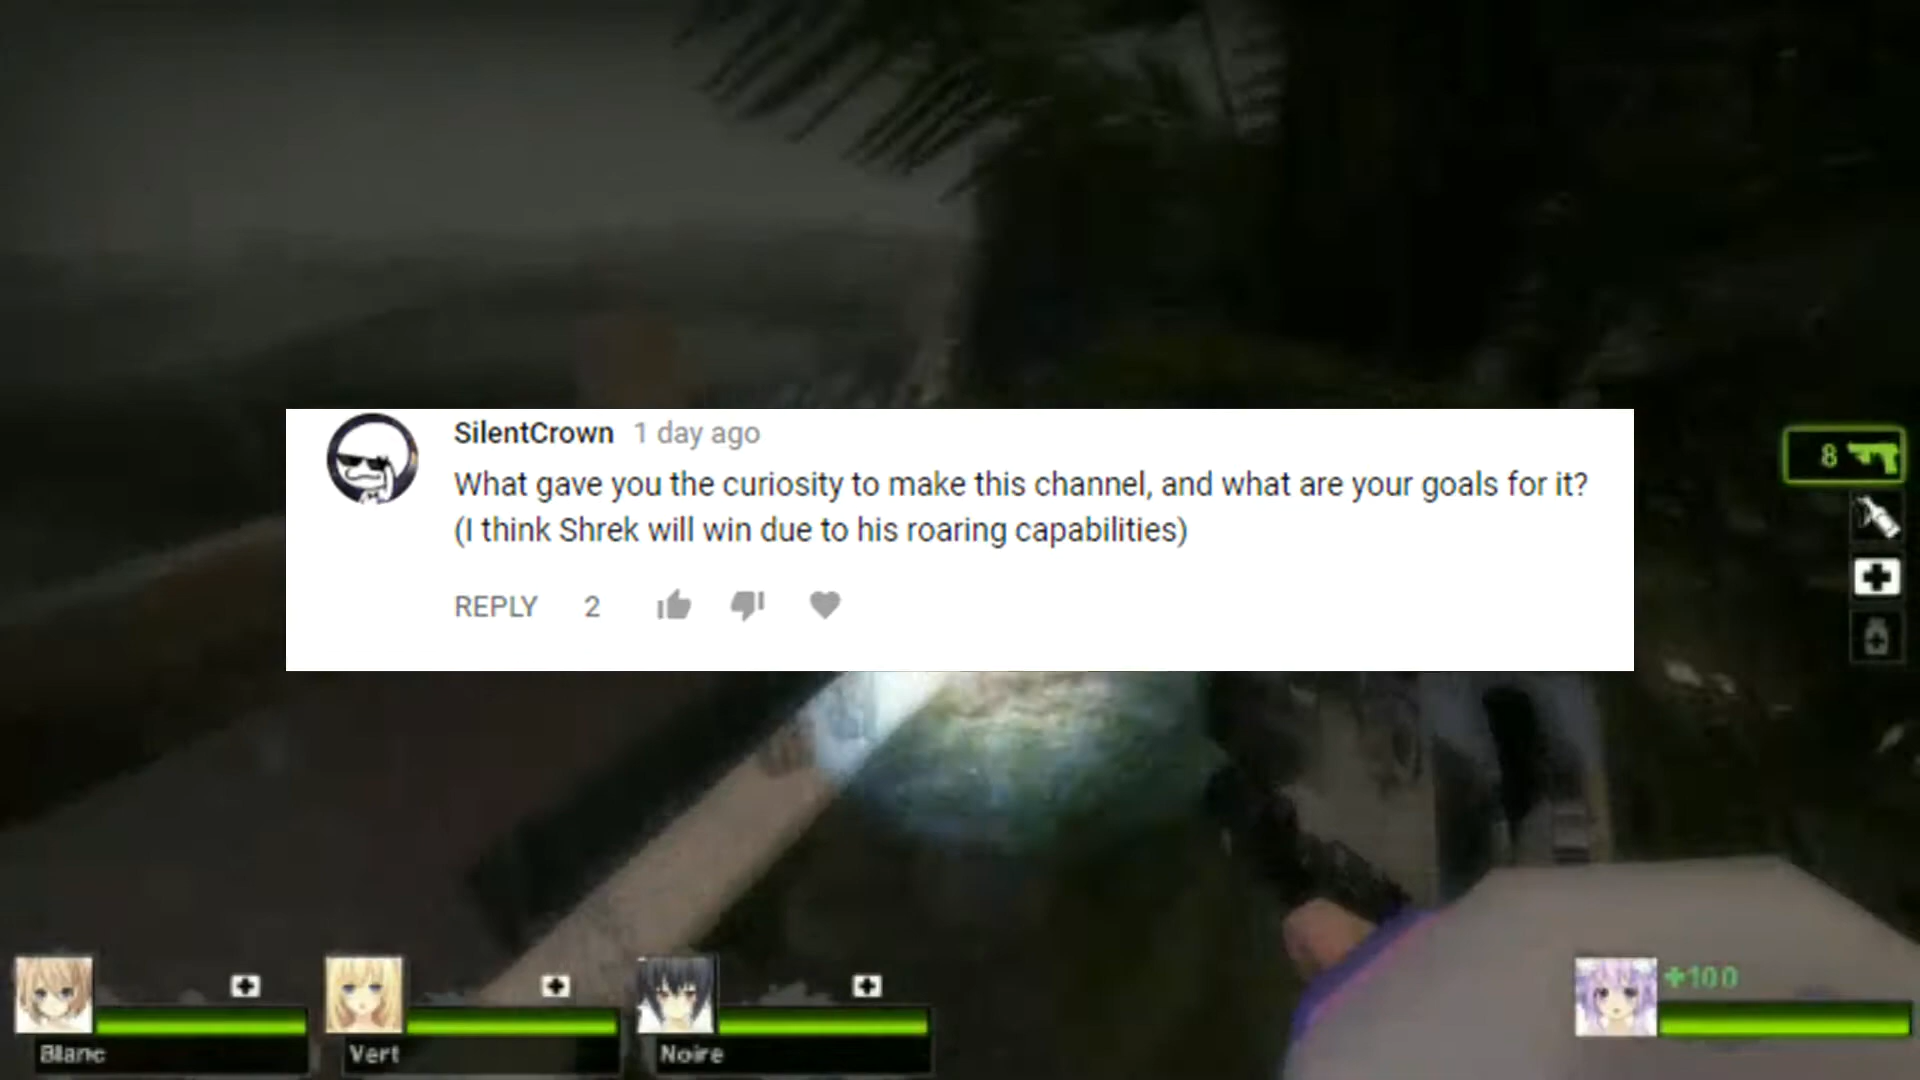 SilentCrown 1 day ago
What gave you the curiosity to make this channel, and what are your goals for it?
(I think Shrek will win due to his roaring capabilities)
REPLY 2
8
+100
Blanc
Vert
Noire